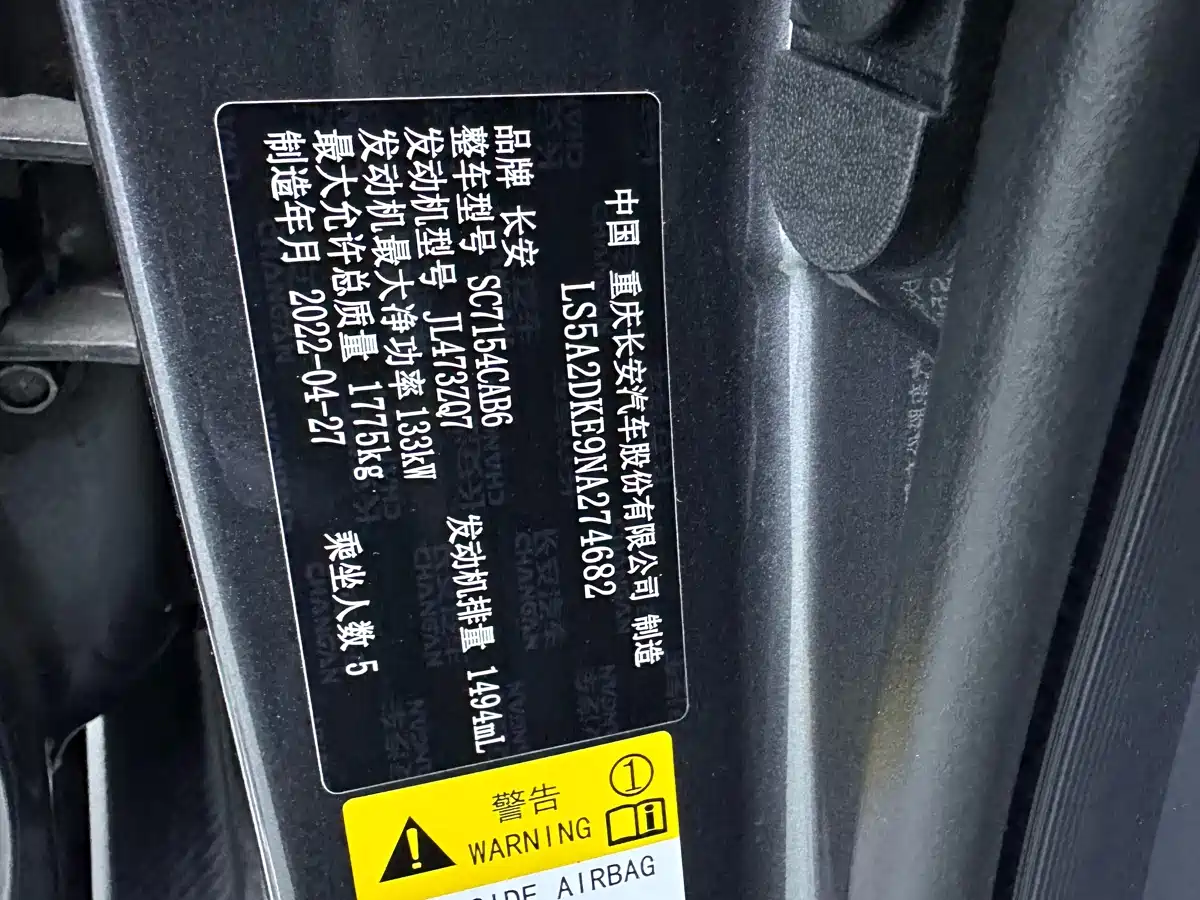 中国 重庆长安汽车股份有限公司 制造
LS5A2DKE9NA274682
品牌 长安
整车型号 SC7154CAB6
发动机型号 JL473ZQ7 发动机排量 1494mL
发动机最大净功率 133kW
最大允许总质量 1775kg 乘坐人数 5
制造年月 2022-04-27
警告 ①
WARNING
SIDE AIRBAG